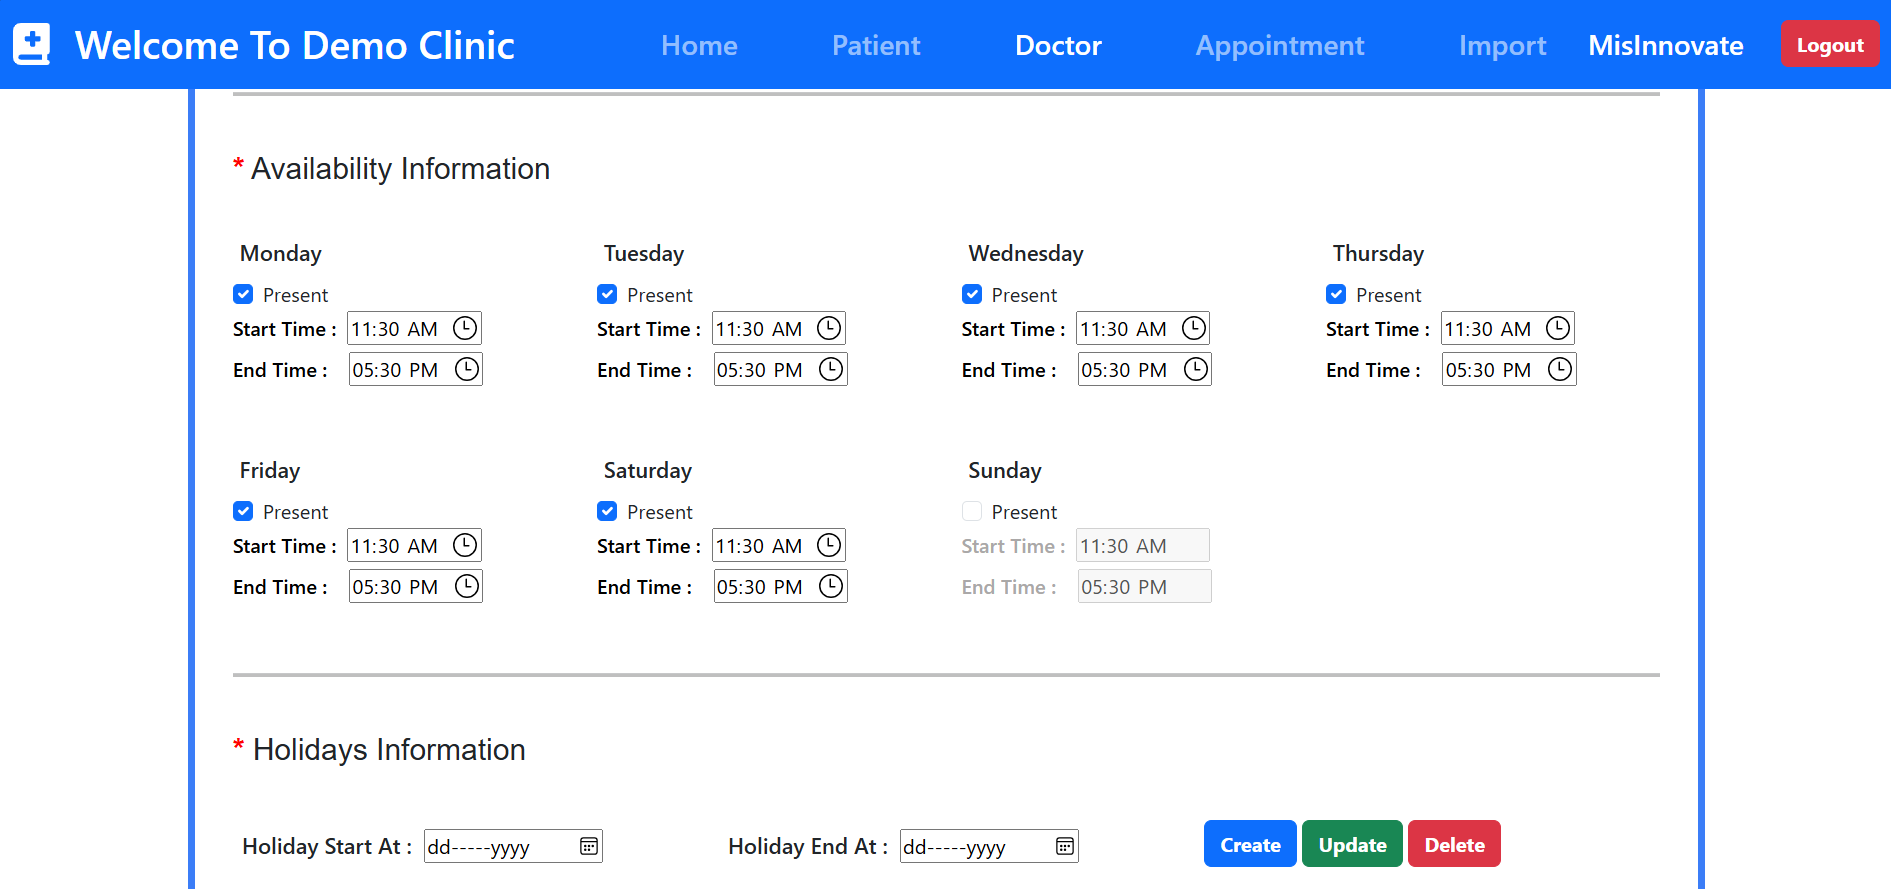 Welcome To Demo Clinic Home Patient Doctor Appointment Import MisInnovate Logout
* Availability Information
Monday Tuesday Wednesday Thursday
Present Present Present Present
Start Time : 11:30 AM Start Time : 11:30 AM Start Time : 11:30 AM Start Time : 11:30 AM
End Time : 05:30 PM End Time : 05:30 PM End Time : 05:30 PM End Time : 05:30 PM
Friday Saturday Sunday
Present Present Present
Start Time : 11:30 AM Start Time : 11:30 AM Start Time : 11:30 AM
End Time : 05:30 PM End Time : 05:30 PM End Time : 05:30 PM
* Holidays Information
Holiday Start At : dd-----yyyy Holiday End At : dd-----yyyy Create Update Delete